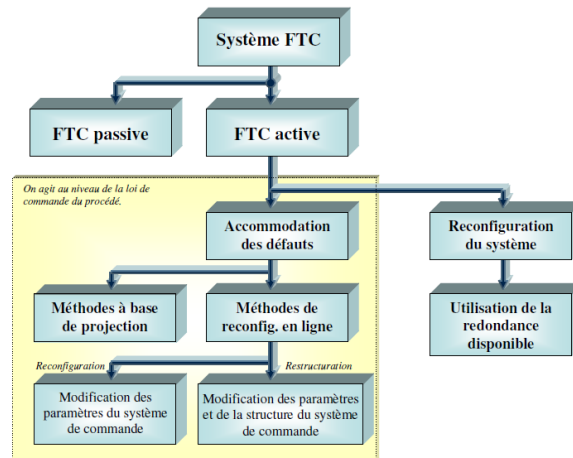 Système FTC
FTC passive
FTC active
On agit au niveau de la loi de
commande du procédé.
Accommodation
des défauts
Reconfiguration
du système
Méthodes à base
de projection
Méthodes de
reconfig. en ligne
Utilisation de la
redondance
disponible
Reconfiguration
Restructuration
Modification des
paramètres du système
de commande
Modification des paramètres
et de la structure du système
de commande